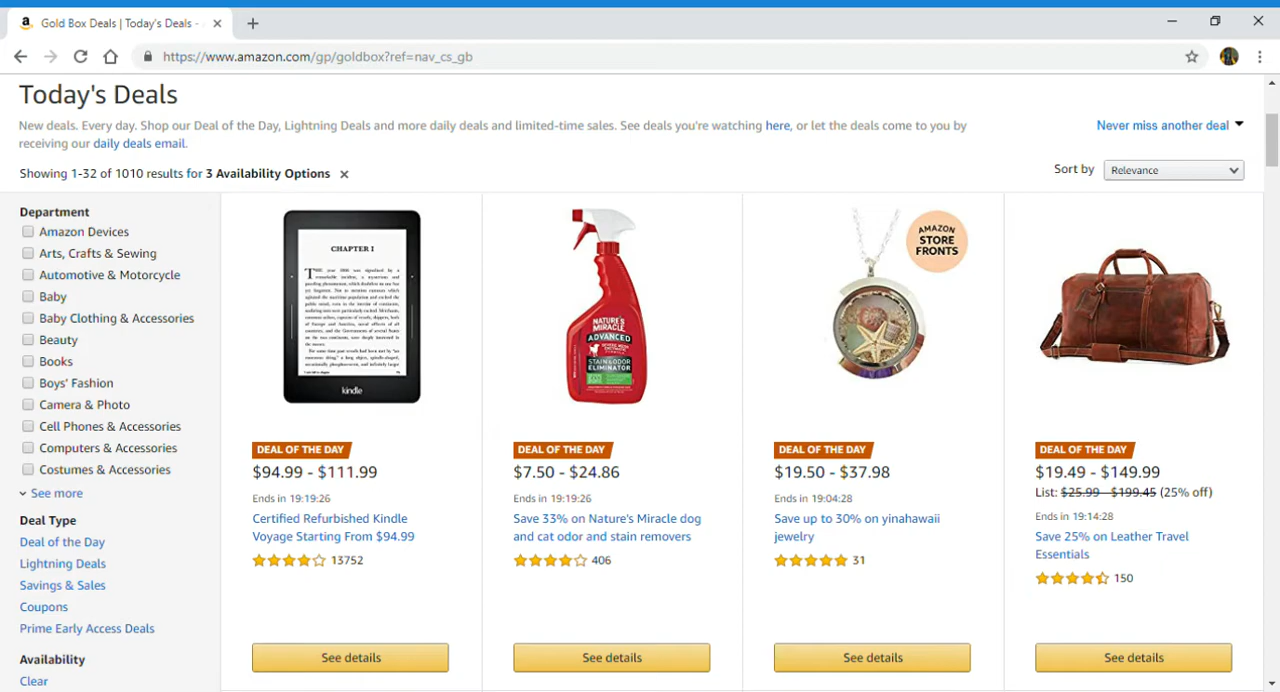 Gold Box Deals | Today's Deals -
https://www.amazon.com/gp/goldbox?ref=nav_cs_gb
Today's Deals
New deals. Every day. Shop our Deal of the Day, Lightning Deals and more daily deals and limited-time sales. See deals you're watching here, or let the deals come to you by
receiving our daily deals email.
Never miss another deal
Showing 1-32 of 1010 results for 3 Availability Options
Sort by Relevance
Department
Amazon Devices
Arts, Crafts & Sewing
Automotive & Motorcycle
Baby
Baby Clothing & Accessories
Beauty
Books
Boys' Fashion
Camera & Photo
Cell Phones & Accessories
Computers & Accessories
Costumes & Accessories
See more
Deal Type
Deal of the Day
Lightning Deals
Savings & Sales
Coupons
Prime Early Access Deals
Availability
Clear
CHAPTER I
kindle
DEAL OF THE DAY
$94.99 - $111.99
Ends in 19:19:26
Certified Refurbished Kindle
Voyage Starting From $94.99
13752
See details
NATURE'S
MIRACLE
ADVANCED
STAIN & ODOR
ELIMINATOR
DEAL OF THE DAY
$7.50 - $24.86
Ends in 19:19:26
Save 33% on Nature's Miracle dog
and cat odor and stain removers
406
See details
AMAZON
STORE
FRONTS
DEAL OF THE DAY
$19.50 - $37.98
Ends in 19:04:28
Save up to 30% on yinahawaii
jewelry
31
See details
DEAL OF THE DAY
$19.49 - $149.99
List: $25.99 - $199.45 (25% off)
Ends in 19:14:28
Save 25% on Leather Travel
Essentials
150
See details